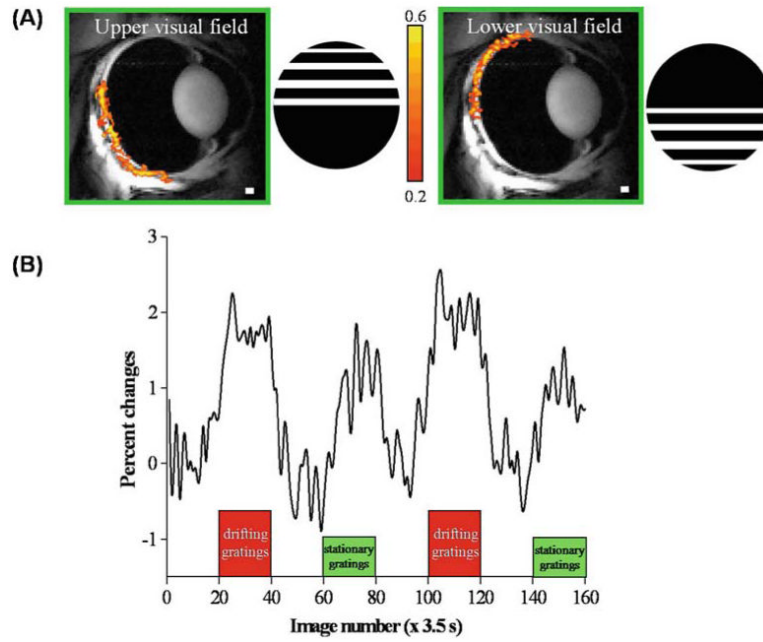 (A)
Upper visual field
0.6
0.2
Lower visual field
(B)
Percent changes
3
2
1
0
-1
drifting
gratings
stationary
gratings
drifting
gratings
stationary
gratings
0 20 40 60 80 100 120 140 160
Image number (x 3.5 s)